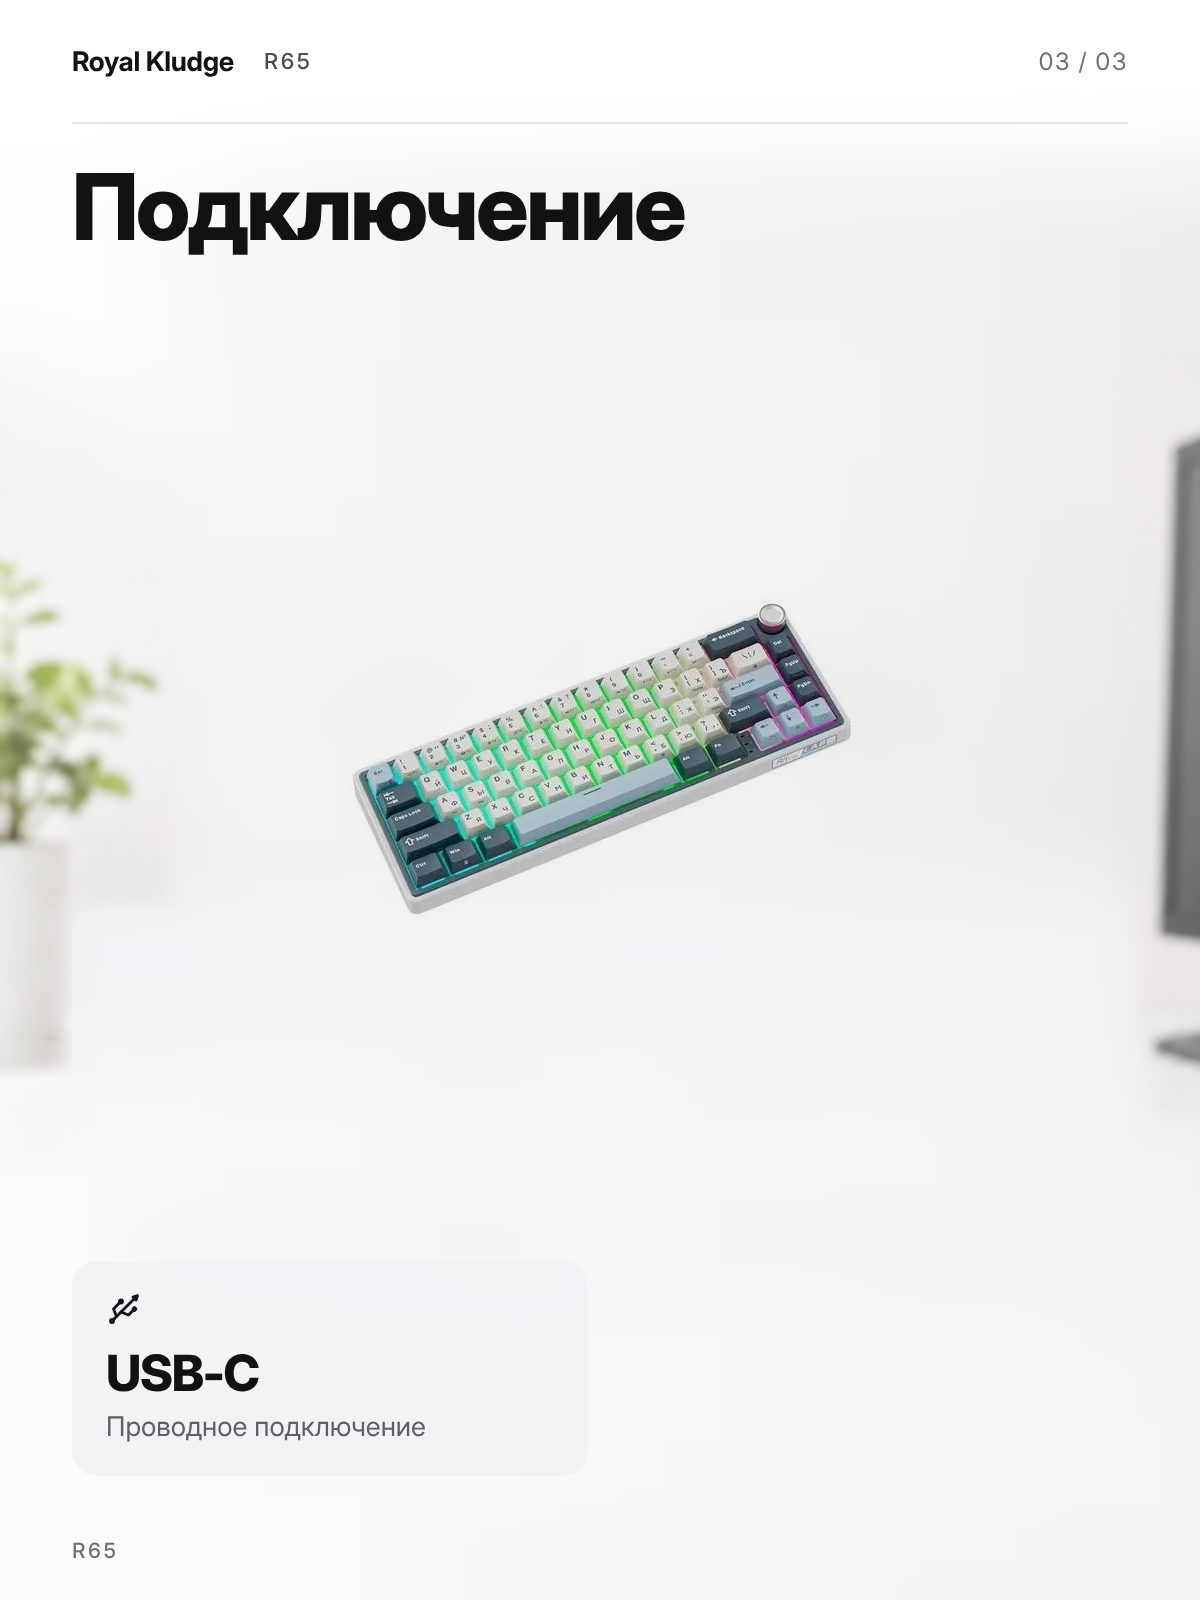 Royal Kludge R65 03 / 03
Подключение
USB-C
Проводное подключение
R65